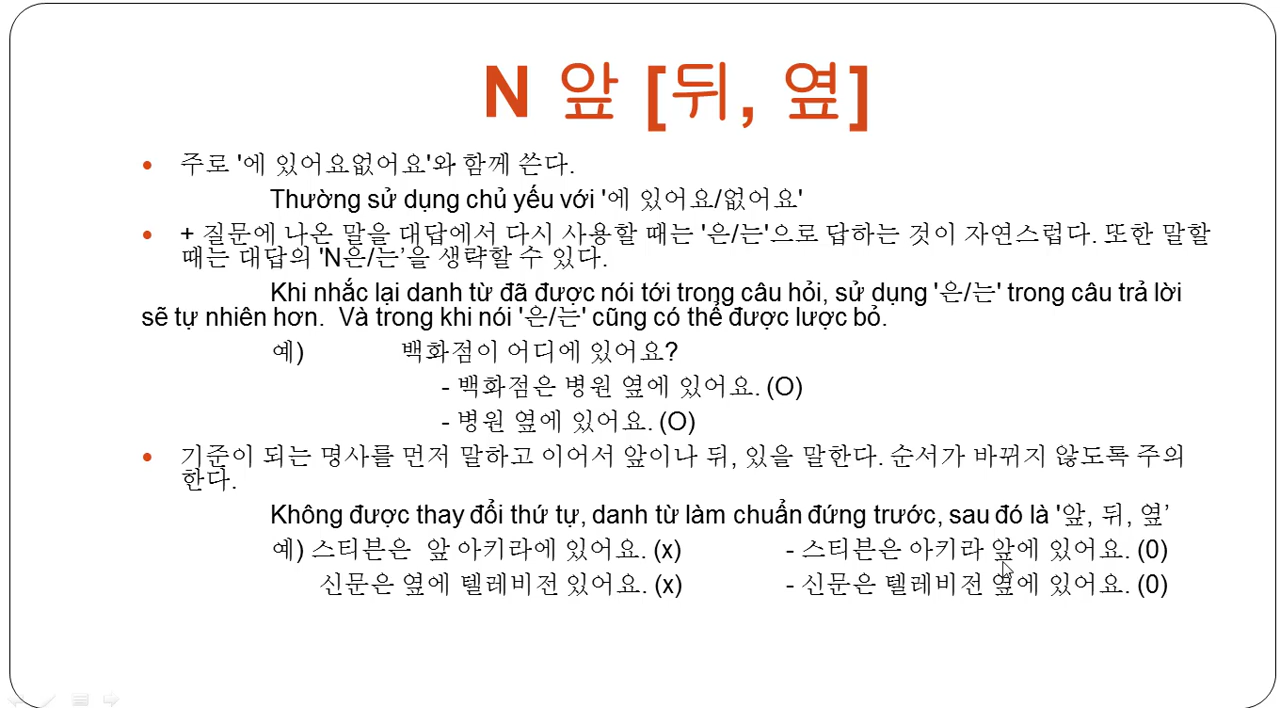 N 앞 [뒤, 옆]
• 주로 '에 있어요없어요'와 함께 쓴다.
Thường sử dụng chủ yếu với '에 있어요/없어요'
• + 질문에 나온 말을 대답에서 다시 사용할 때는 '은/는'으로 답하는 것이 자연스럽다. 또한 말할
때는 대답의 'N은/는’을 생략할 수 있다.
Khi nhắc lại danh từ đã được nói tới trong câu hỏi, sử dụng '은/는' trong câu trả lời
sẽ tự nhiên hơn. Và trong khi nói '은/는' cũng có thể được lược bỏ.
예) 백화점이 어디에 있어요?
- 백화점은 병원 옆에 있어요. (O)
- 병원 옆에 있어요. (O)
• 기준이 되는 명사를 먼저 말하고 이어서 앞이나 뒤, 있을 말한다. 순서가 바뀌지 않도록 주의
한다.
Không được thay đổi thứ tự, danh từ làm chuẩn đứng trước, sau đó là '앞, 뒤, 옆’
예) 스티븐은 앞 아키라에 있어요. (x) - 스티븐은 아키라 앞에 있어요. (0)
신문은 옆에 텔레비전 있어요. (x) - 신문은 텔레비전 옆에 있어요. (0)